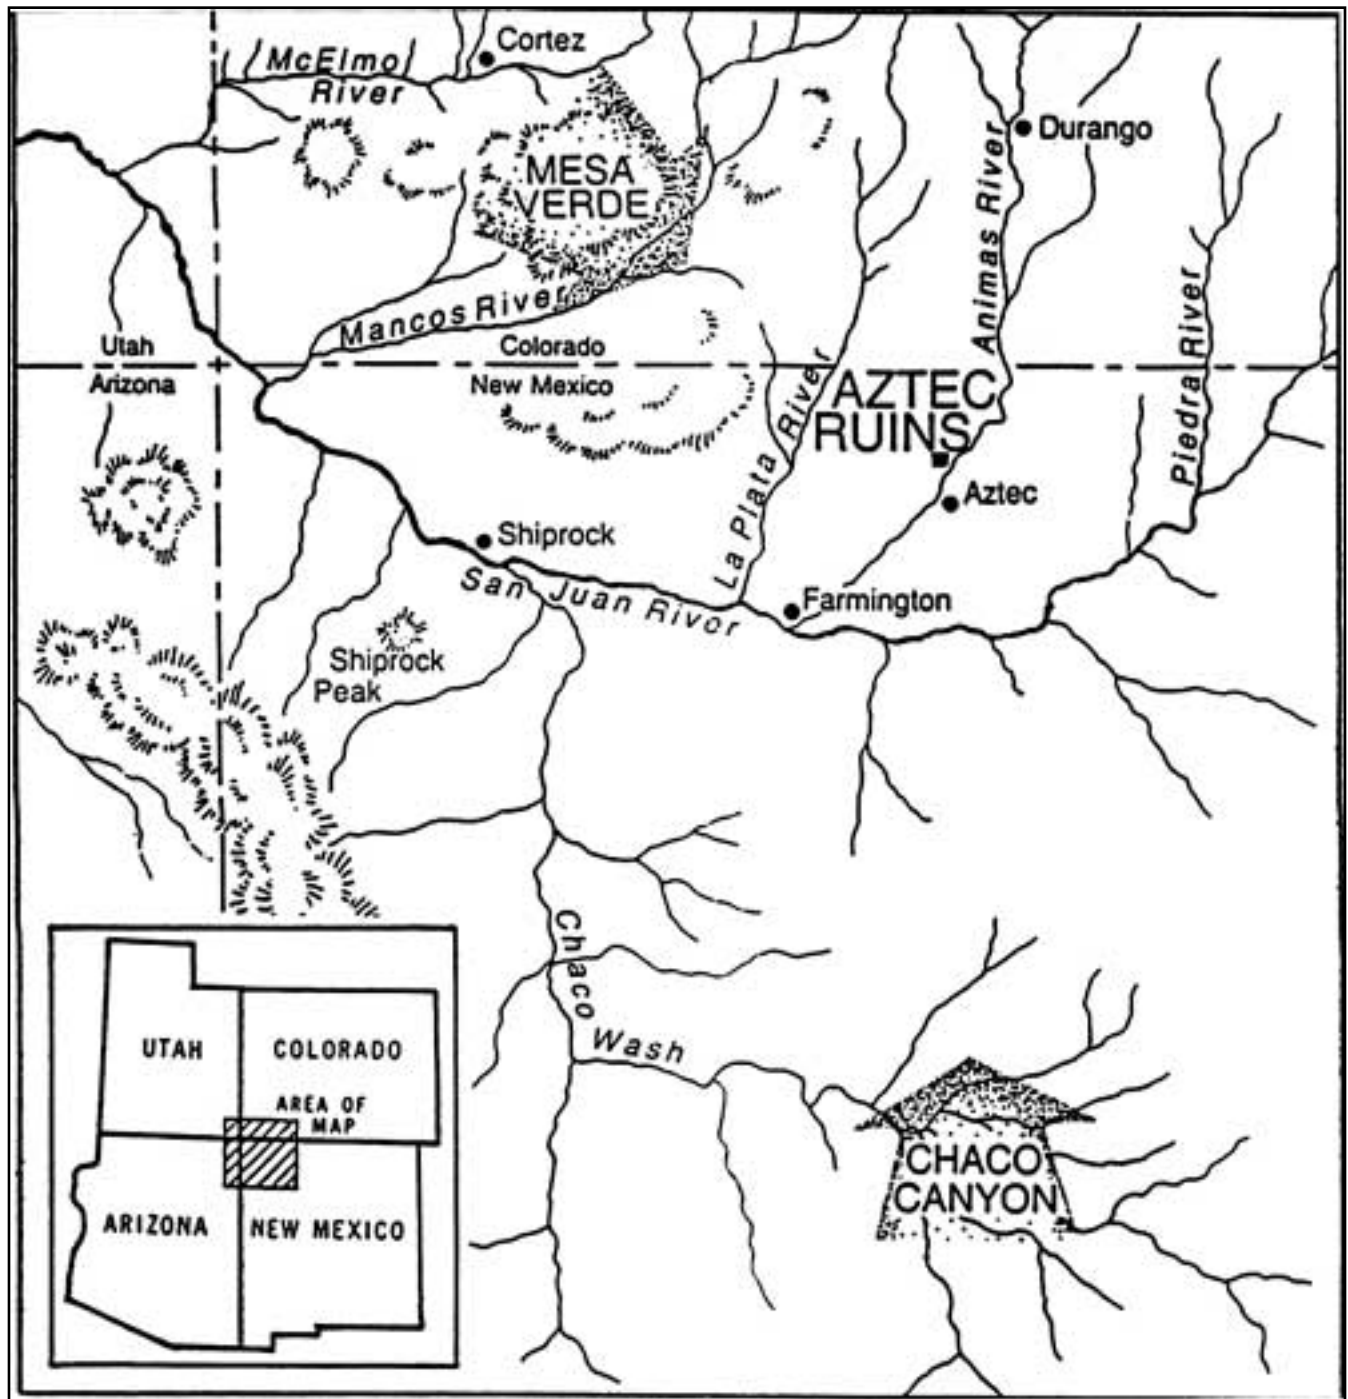 Cortez
McElmo
River
Durango
MESA
VERDE
Animas River
Piedra River
Mancos River
Utah
Colorado
Arizona
New Mexico
AZTEC
RUINS
La Plata River
Aztec
Shiprock
San Juan River
Farmington
Shiprock
Peak
Chaco
Wash
CHACO
CANYON
UTAH
COLORADO
AREA OF
MAP
ARIZONA
NEW MEXICO